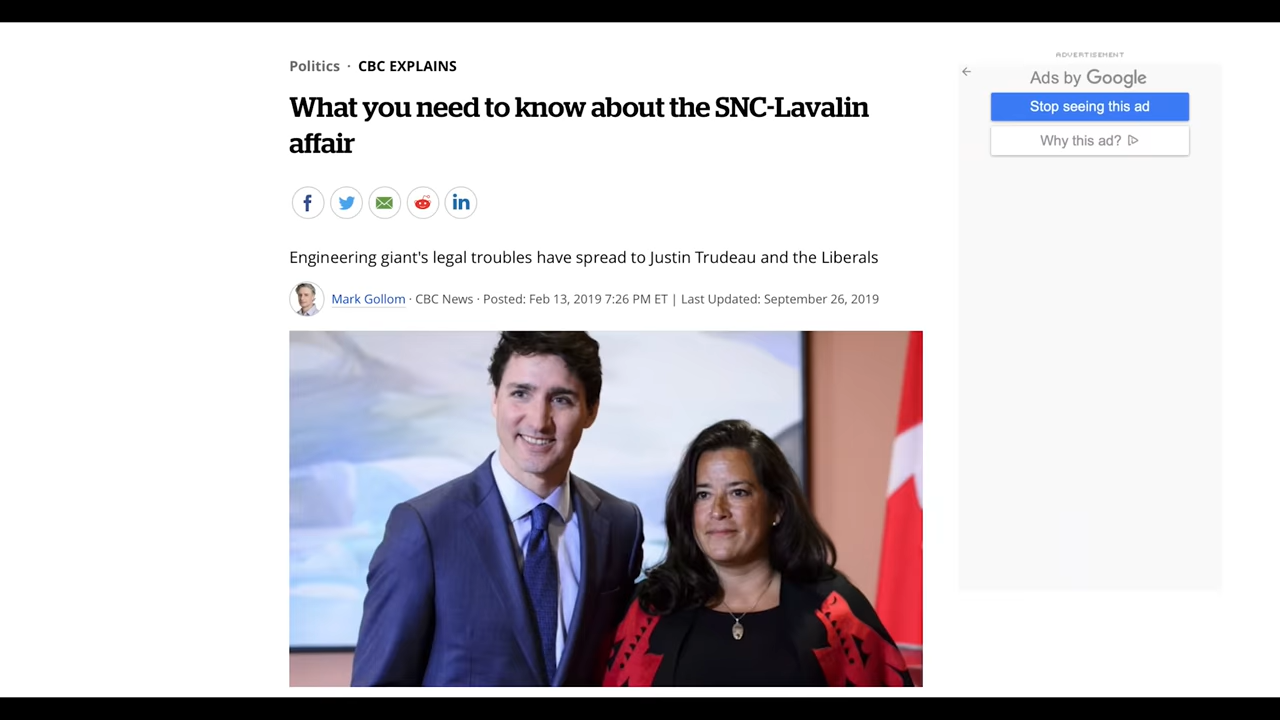 ADVERTISEMENT
Politics · CBC EXPLAINS
What you need to know about the SNC-Lavalin
affair
Engineering giant's legal troubles have spread to Justin Trudeau and the Liberals
Mark Gollom · CBC News · Posted: Feb 13, 2019 7:26 PM ET | Last Updated: September 26, 2019
Ads by Google
Stop seeing this ad
Why this ad?